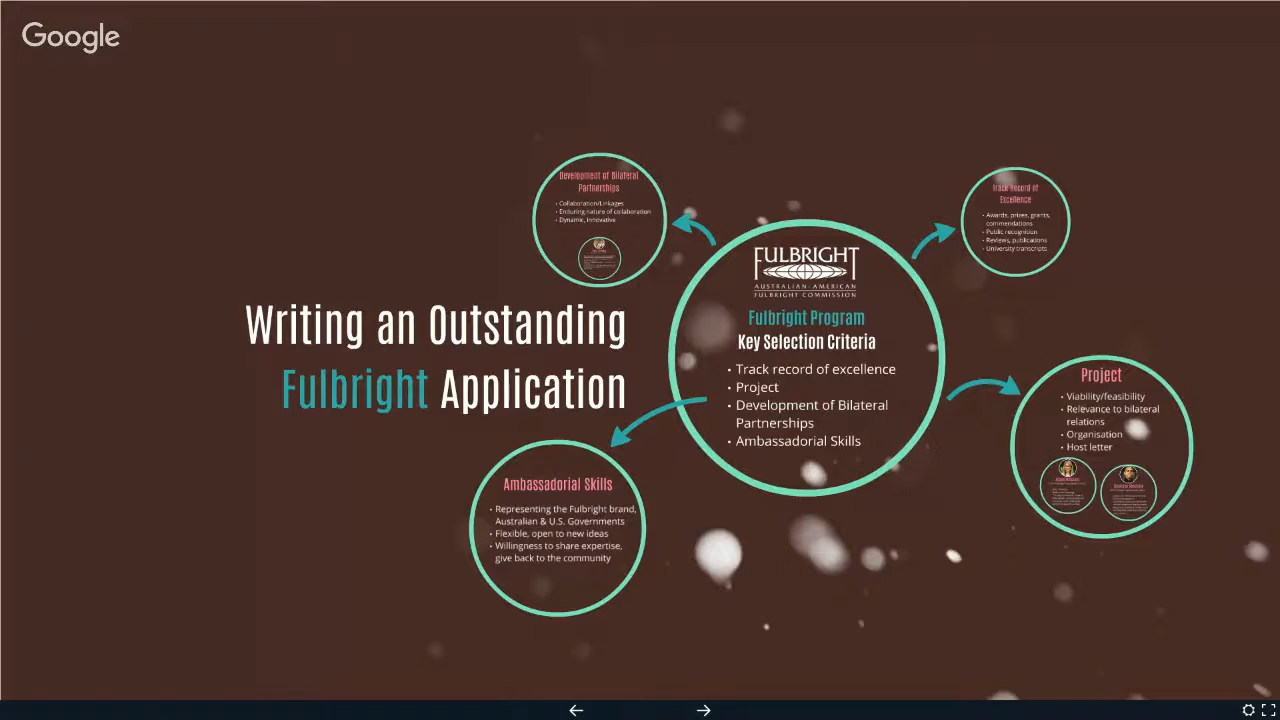 Google
Writing an Outstanding
Fulbright Application
Development of Bilateral
Partnerships
• Collaboration/Linkages
• Enduring nature of collaboration
• Dynamic, innovative
FULBRIGHT
AUSTRALIAN-AMERICAN
FULBRIGHT COMMISSION
Fulbright Program
Key Selection Criteria
• Track record of excellence
• Project
• Development of Bilateral
Partnerships
• Ambassadorial Skills
Track Record of
Excellence
• Awards, prizes, grants,
commendations
• Public recognition
• Reviews, publications
• University transcripts
Project
• Viability/feasibility
• Relevance to bilateral
relations
• Organisation
• Host letter
Ambassadorial Skills
• Representing the Fulbright brand,
Australian & U.S. Governments
• Flexible, open to new ideas
• Willingness to share expertise,
give back to the community